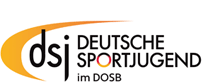 dsj DEUTSCHE
SPORTJUGEND
im DOSB